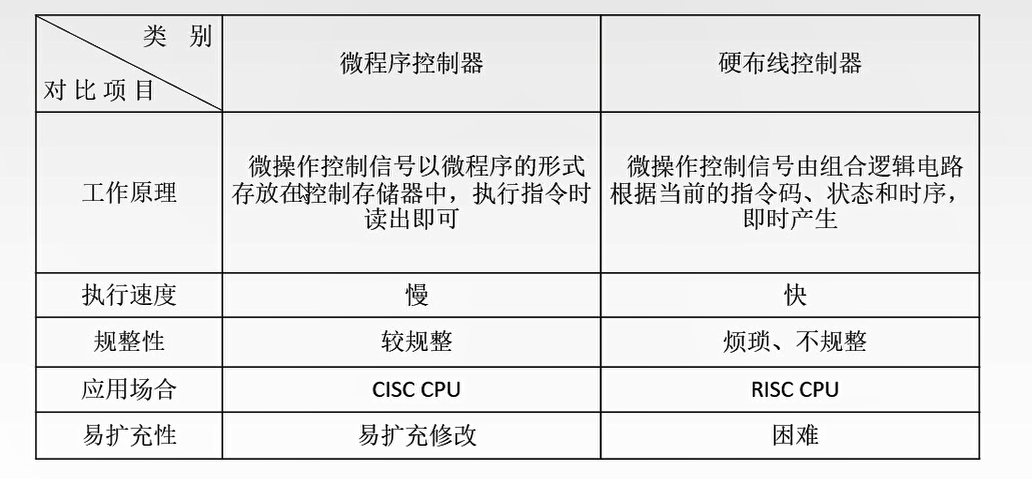 类 别
对比项目
微程序控制器
硬布线控制器
工作原理
微操作控制信号以微程序的形式
存放在控制存储器中，执行指令时
读出即可
微操作控制信号由组合逻辑电路
根据当前的指令码、状态和时序，
即时产生
执行速度
慢
快
规整性
较规整
烦琐、不规整
应用场合
CISC CPU
RISC CPU
易扩充性
易扩充修改
困难